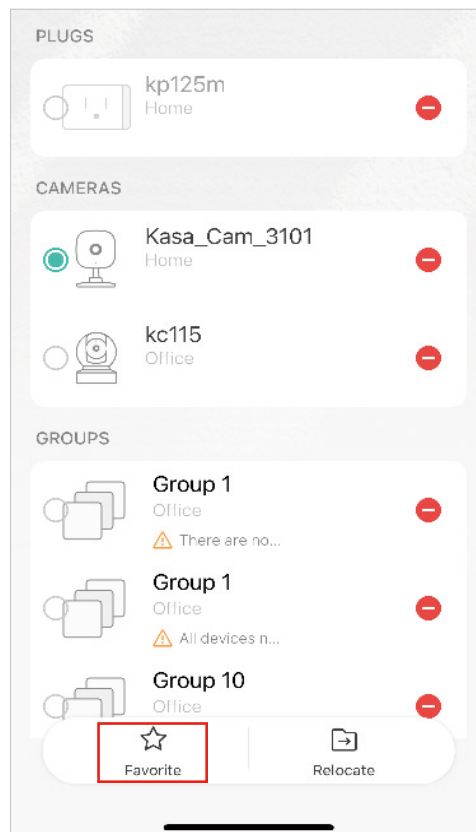 PLUGS
kp125m
Home
CAMERAS
Kasa_Cam_3101
Home
kc115
Office
GROUPS
Group 1
Office
There are no...
Group 1
Office
All devices n...
Group 10
Office
Favorite
Relocate